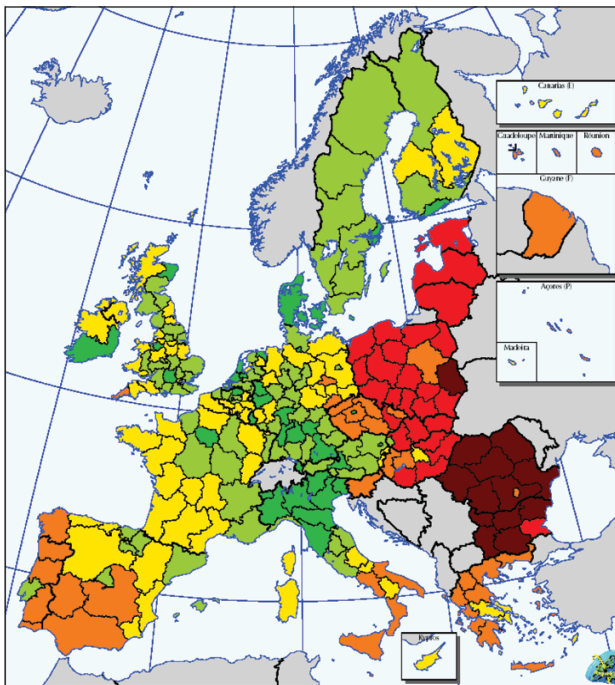 Canarias (E)
Guadeloupe
Martinique
Réunion
Guyane (F)
Açores (P)
Madeira
Kypros